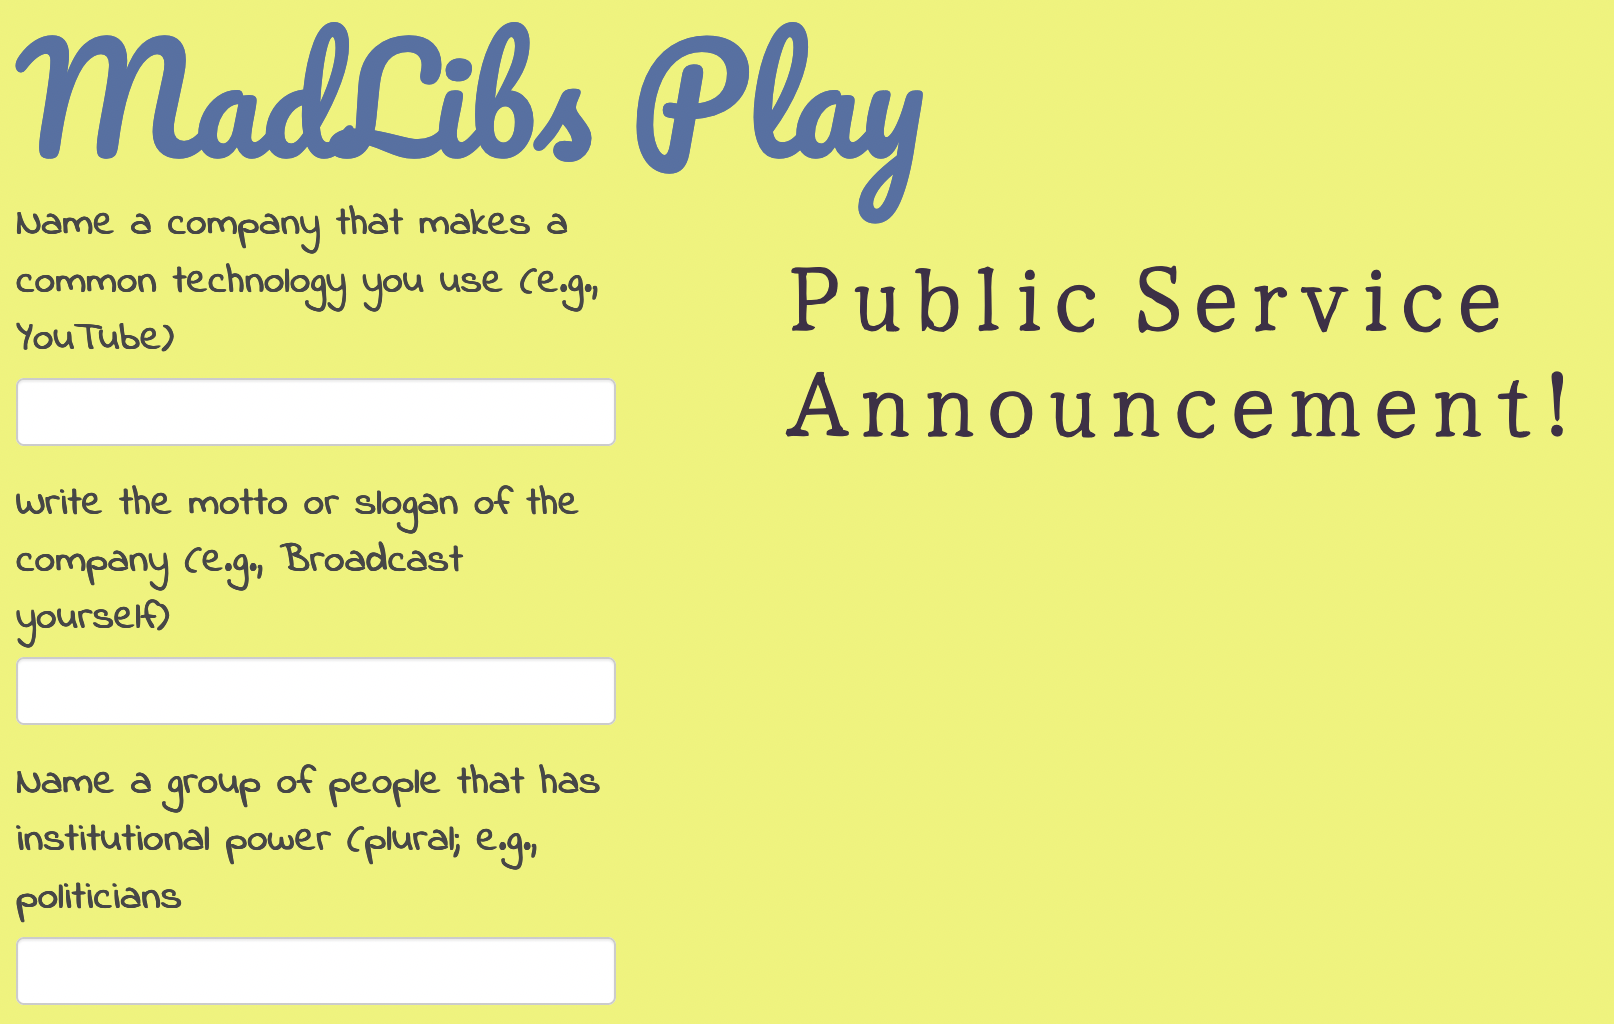 MadLibs Play
Name a company that makes a
common technology you use (e.g.,
YouTube)
Write the motto or slogan of the
company (e.g., Broadcast
yourself)
Name a group of people that has
institutional power (plural; e.g.,
politicians
Public Service
Announcement!